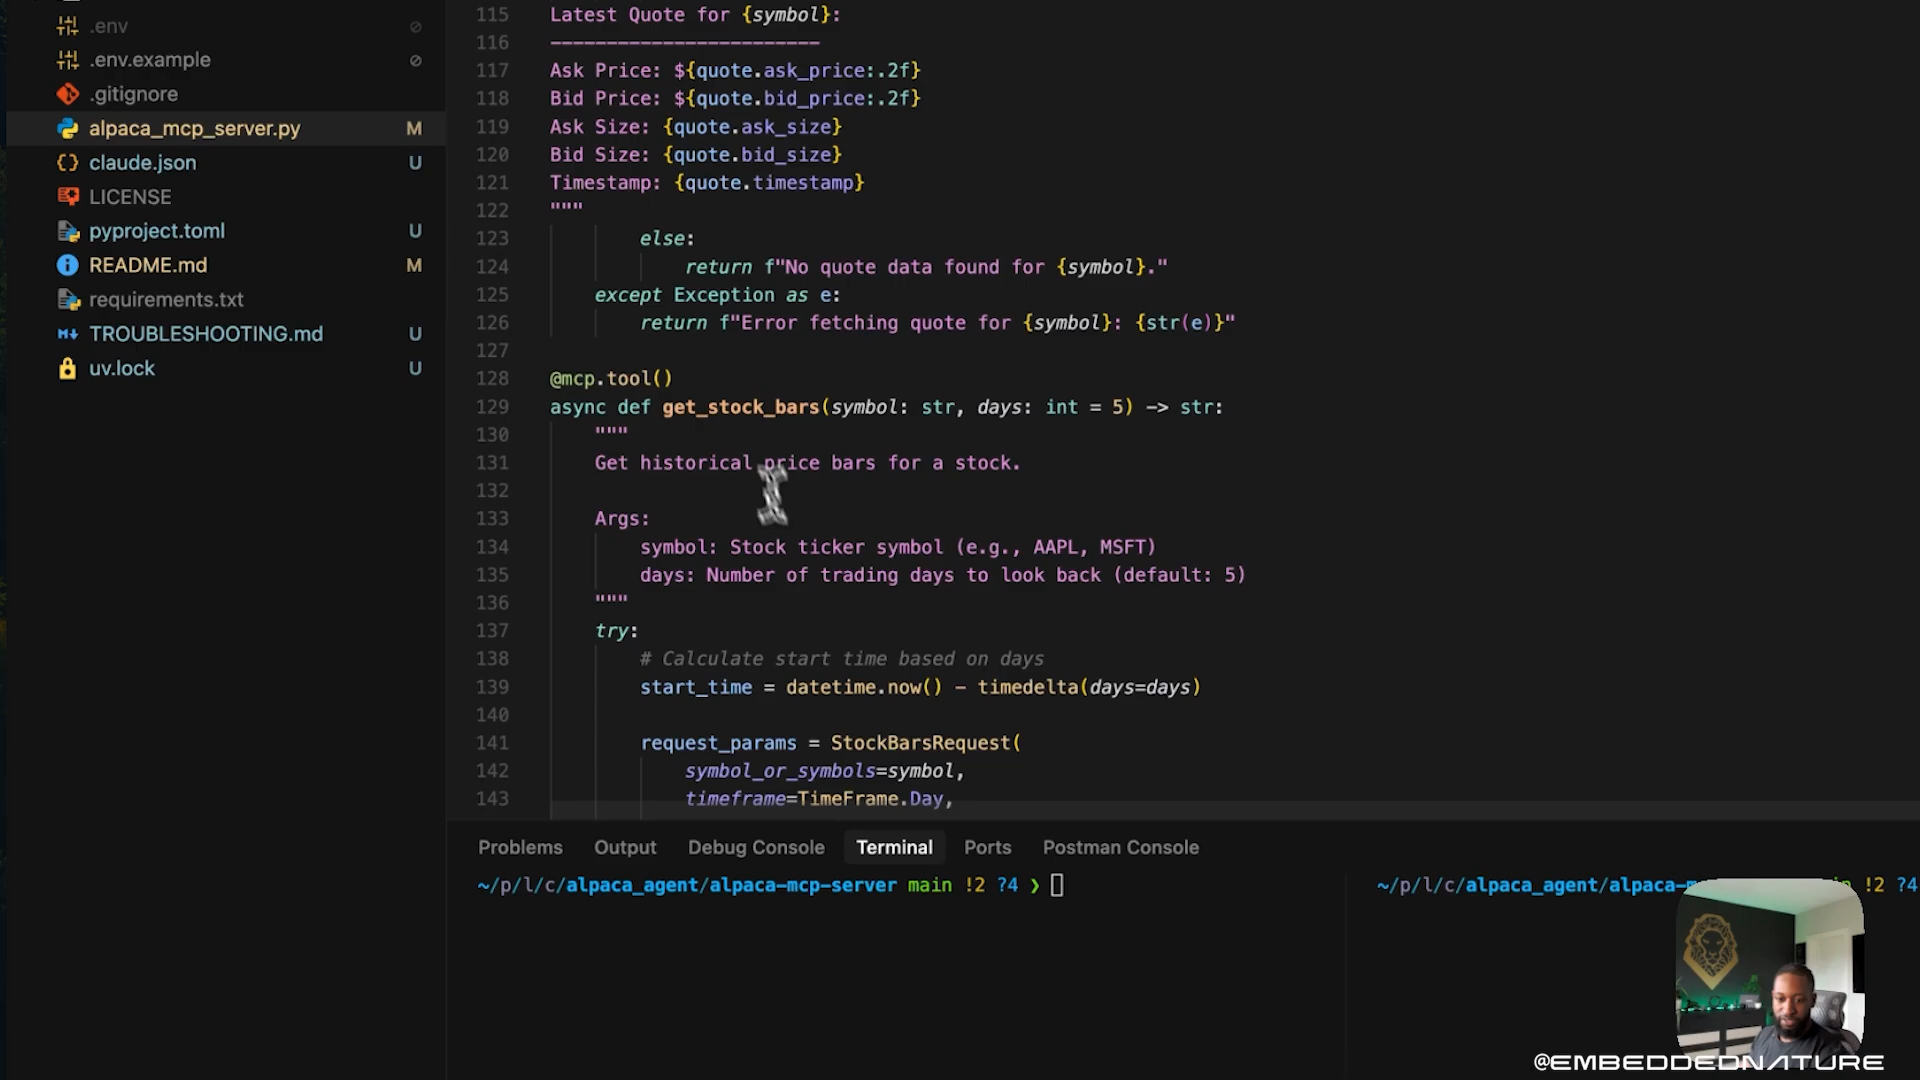 .env
.env.example
.gitignore
alpaca_mcp_server.py M
claude.json U
LICENSE
pyproject.toml U
README.md M
requirements.txt
TROUBLESHOOTING.md U
uv.lock U
115 Latest Quote for {symbol}:
116 ------------------------
117 Ask Price: ${quote.ask_price:.2f}
118 Bid Price: ${quote.bid_price:.2f}
119 Ask Size: {quote.ask_size}
120 Bid Size: {quote.bid_size}
121 Timestamp: {quote.timestamp}
122 """
123 else:
124 return f"No quote data found for {symbol}."
125 except Exception as e:
126 return f"Error fetching quote for {symbol}: {str(e)}"
127
128 @mcp.tool()
129 async def get_stock_bars(symbol: str, days: int = 5) -> str:
130 """
131 Get historical price bars for a stock.
132
133 Args:
134 symbol: Stock ticker symbol (e.g., AAPL, MSFT)
135 days: Number of trading days to look back (default: 5)
136 """
137 try:
138 # Calculate start time based on days
139 start_time = datetime.now() - timedelta(days=days)
140
141 request_params = StockBarsRequest(
142 symbol_or_symbols=symbol,
143 timeframe=TimeFrame.Day,
Problems Output Debug Console Terminal Ports Postman Console
~/p/l/c/alpaca_agent/alpaca-mcp-server main !2 ?4 ❯
~/p/l/c/alpaca_agent/alpaca-m in !2 ?4
@EMBEDDEDNATURE